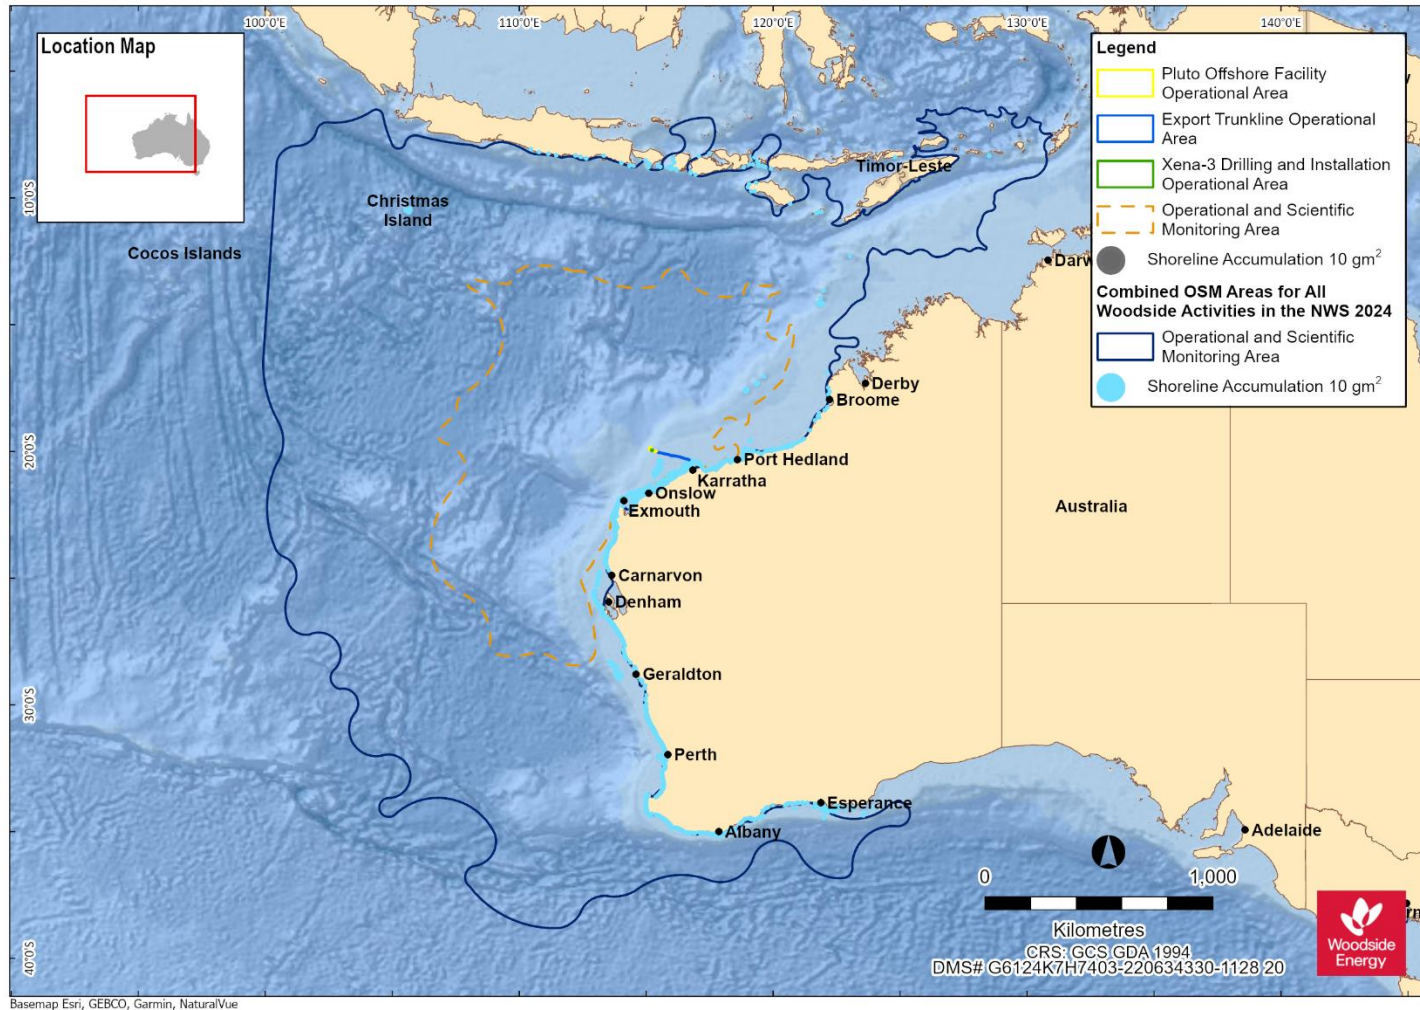 100°0'E
110°0'E
120°0'E
130°0'E
140°0'E
Location Map
Legend
Pluto Offshore Facility
Operational Area
Export Trunkline Operational
Area
Xena-3 Drilling and Installation
Operational Area
Operational and Scientific
Monitoring Area
Shoreline Accumulation 10 gm²
Combined OSM Areas for All
Woodside Activities in the NWS 2024
Operational and Scientific
Monitoring Area
Shoreline Accumulation 10 gm²
10°0'S
20°0'S
30°0'S
40°0'S
Timor-Leste
Christmas
Island
Cocos Islands
Darw
Derby
Broome
Port Hedland
Karratha
Onslow
Exmouth
Australia
Carnarvon
Denham
Geraldton
Perth
Esperance
Albany
Adelaide
0
1,000
Kilometres
CRS: GCS GDA 1994
DMS# G6124K7H7403-220634330-1128 20
Woodside
Energy
Basemap Esri, GEBCO, Garmin, NaturalVue